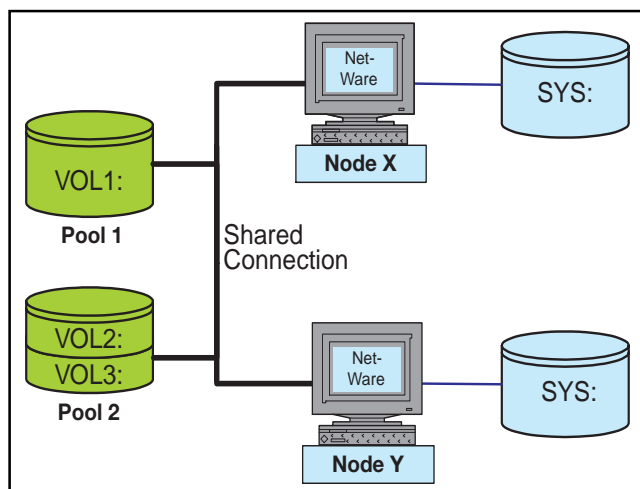 Net-
Ware
SYS:
Node X
VOL1:
Pool 1
Shared
Connection
VOL2:
VOL3:
Pool 2
Net-
Ware
SYS:
Node Y